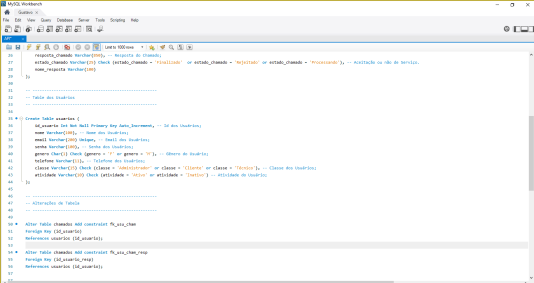 MySQL Workbench
Gustavo ×
File Edit View Query Database Server Tools Scripting Help
Limit to 1000 rows
26 resposta_chamado Varchar(800), -- Resposta do Chamado;
27 estado_chamado Varchar(25) Check (estado_chamado = 'Finalizado' or estado_chamado = 'Rejeitado' or estado_chamado = 'Processando'), -- Aceitação ou não do Servico.
28 nome_resposta Varchar(100)
29 );
30
31 -- ------------------------------------------------------
32 -- Table dos Usuários
33 -- ------------------------------------------------------
34
35 Create Table usuarios (
36 id_usuario Int Not Null Primary Key Auto_Increment, -- Id dos Usuários;
37 nome Varchar(100), -- Nome dos Usuários;
38 email Varchar(200) Unique, -- Email dos Usuários;
39 senha Varchar(100), -- Senha dos Usuários;
40 genero Char(1) Check (genero = 'F' or genero = 'M'), -- Gênero do Usuário;
41 telefone Varchar(11), -- Telefone dos Usuários;
42 classe Varchar(15) Check (classe = 'Administrador' or classe = 'Cliente' or classe = 'Técnico'), -- Classe dos Usuários;
43 atividade Varchar(10) Check (atividade = 'Ativo' or atividade = 'Inativo') -- Atividade do Usuário;
44 );
45
46 -- ------------------------------------------------------
47 -- Alterações de Tabela
48 -- ------------------------------------------------------
49
50 Alter Table chamados Add constraint fk_usu_cham
51 Foreign Key (id_usuario)
52 References usuarios (id_usuario);
53
54 Alter Table chamados Add constraint fk_usu_cham_resp
55 Foreign Key (id_usuario_resp)
56 References usuarios (id_usuario);
57